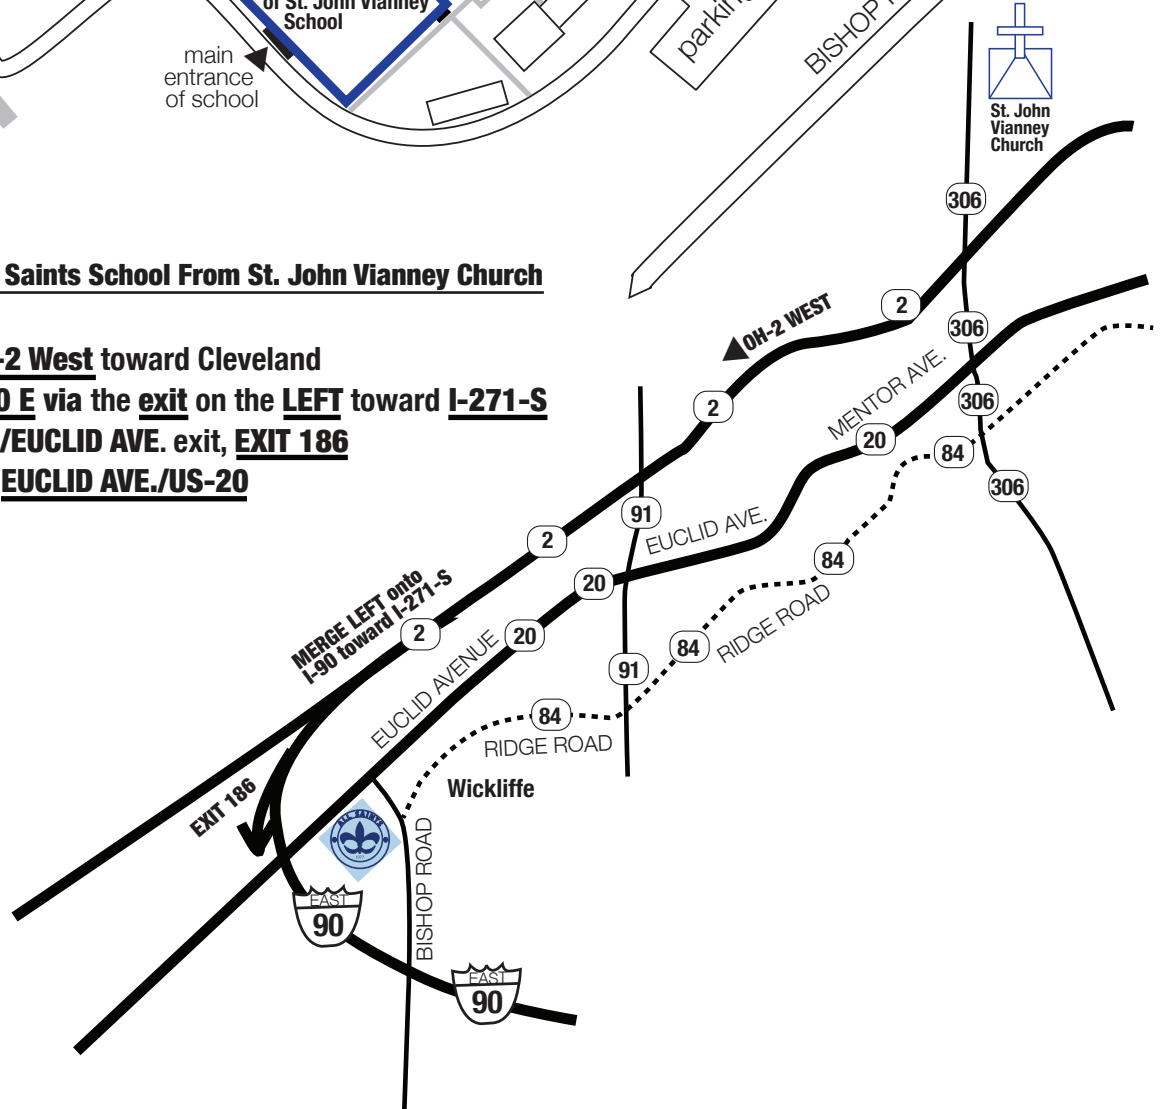 of St. John Vianney
School
main
entrance
of school
parking
BISHOP
St. John
Vianney
Church
306
Saints School From St. John Vianney Church
2
OH-2 WEST
306
-2 West toward Cleveland
0 E via the exit on the LEFT toward I-271-S
/EUCLID AVE. exit, EXIT 186
EUCLID AVE./US-20
MENTOR AVE.
2
306
20
84
306
91
EUCLID AVE.
2
84
20
MERGE LEFT onto
I-90 toward I-271-S
2
20
EUCLID AVENUE
84
RIDGE ROAD
91
84
RIDGE ROAD
Wickliffe
EXIT 186
ALL SAINTS
BISHOP ROAD
EAST
90
EAST
90